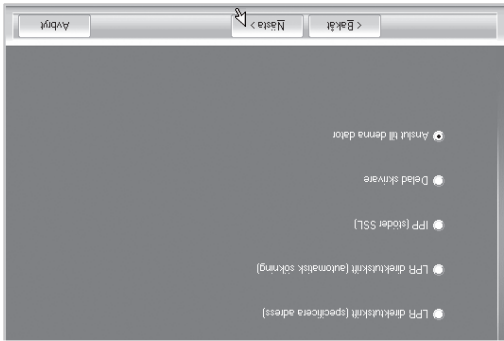 LPR direktutskrift (specificera adress)
LPR direktutskrift (automatisk sökning)
IPP (stöder SSL)
Delad skrivare
Anslut till denna dator
< Bakåt
Nästa >
Avbryt